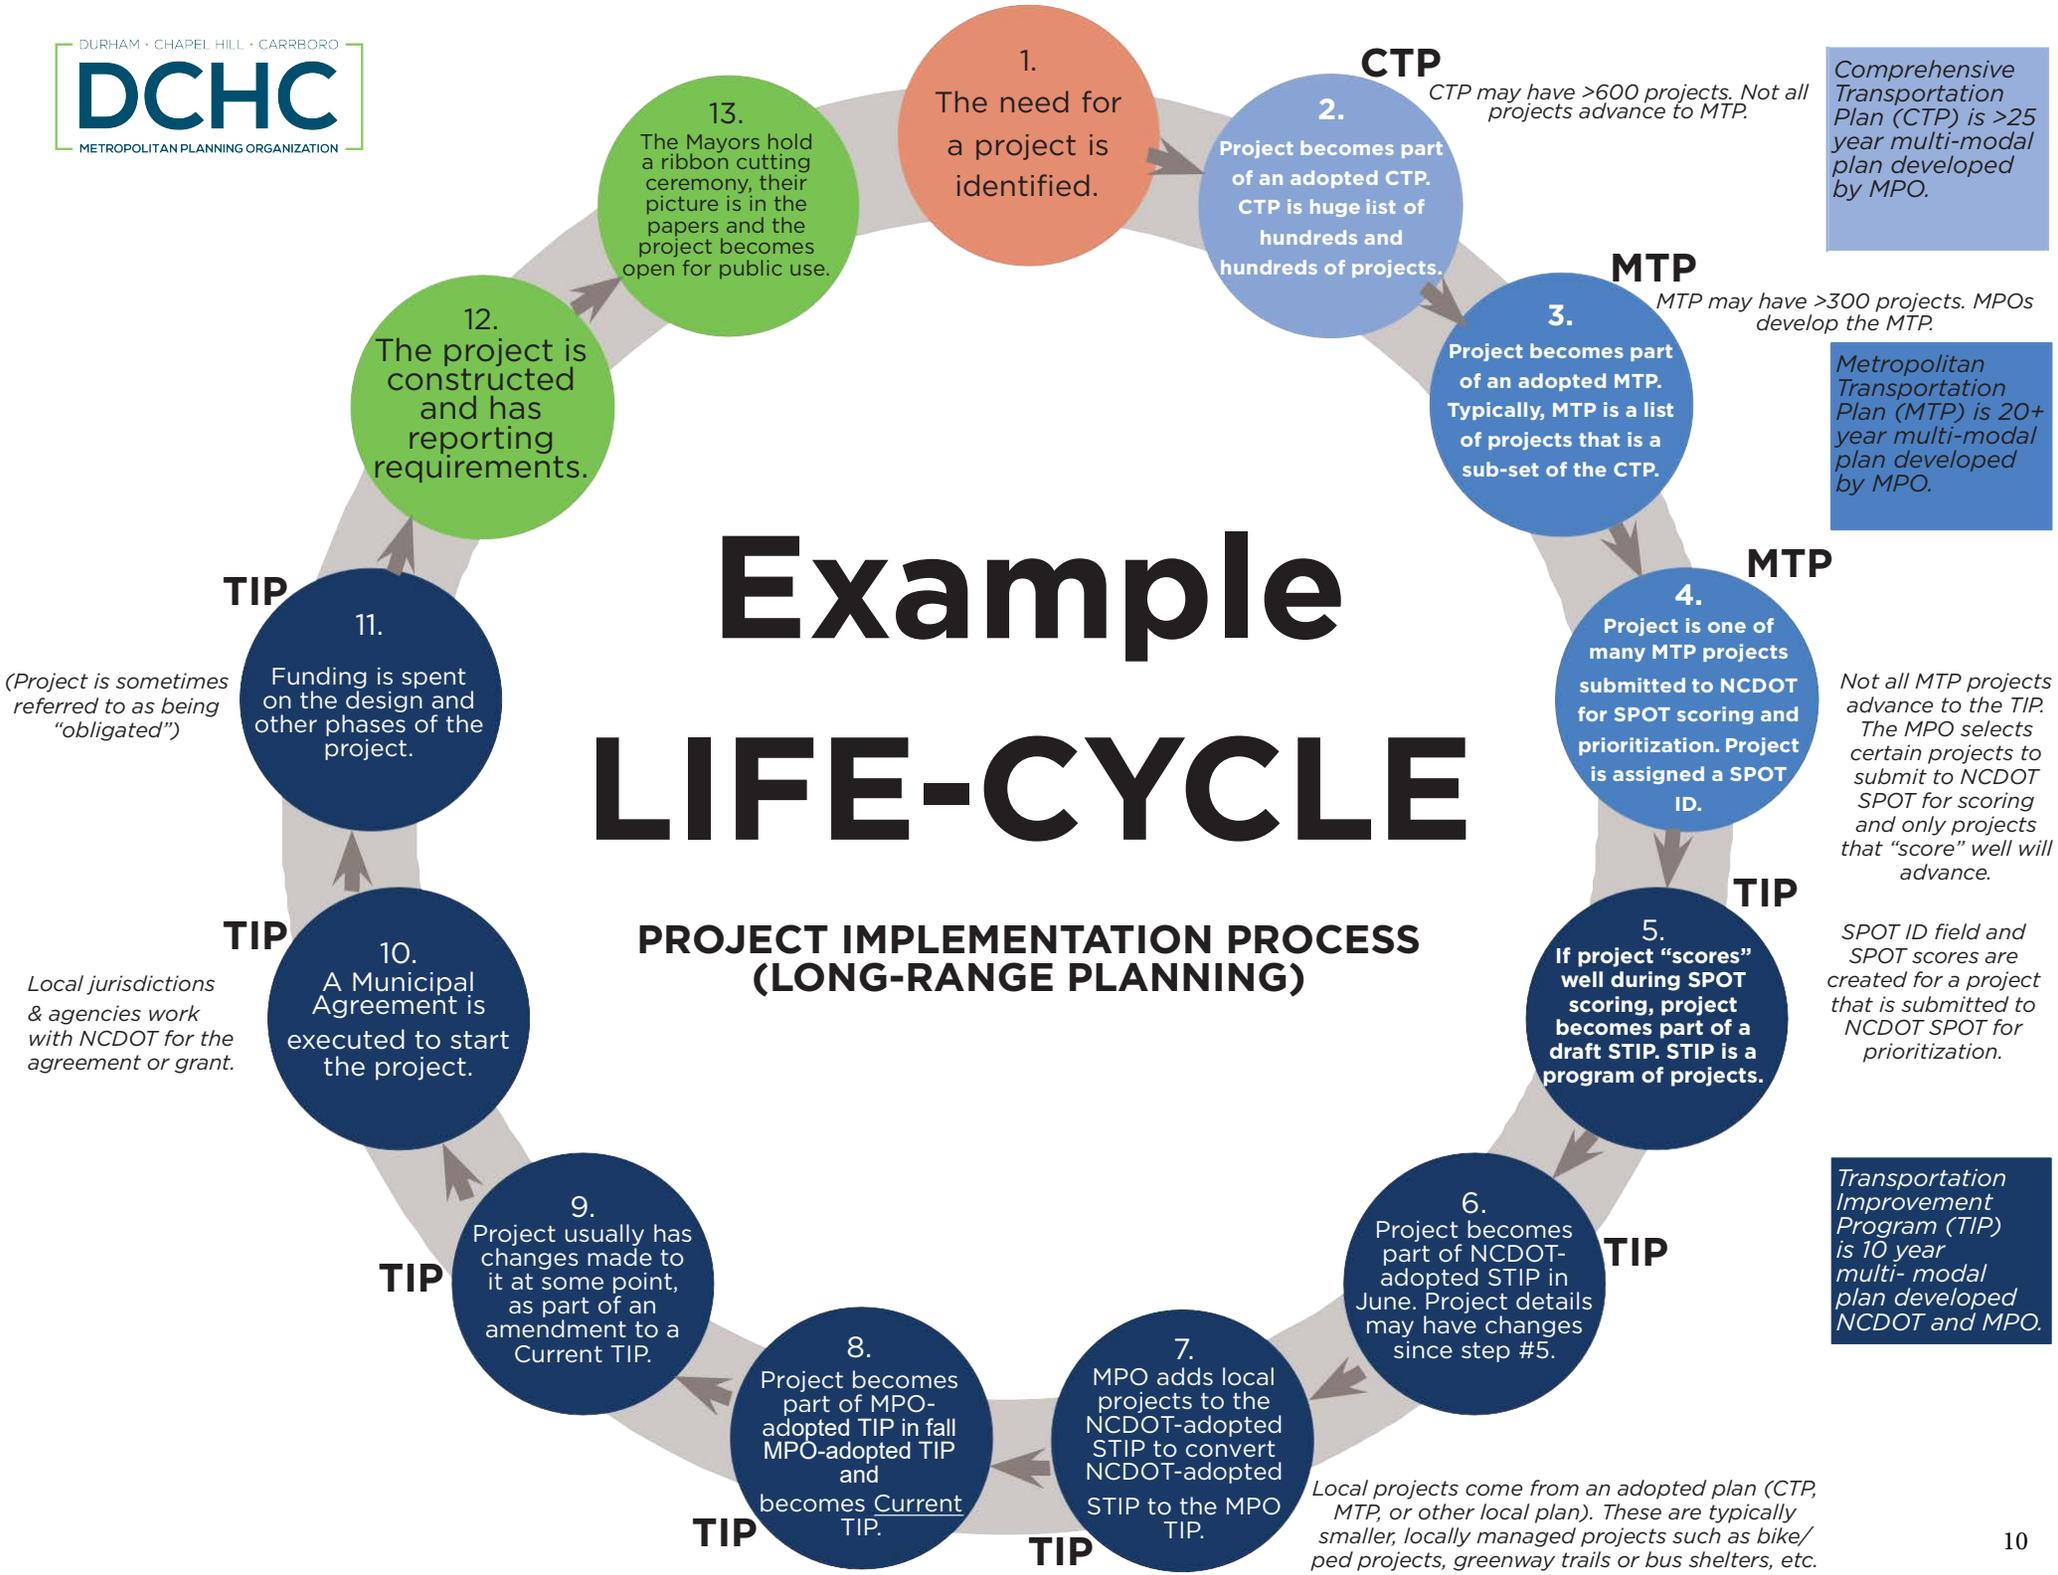 DURHAM · CHAPEL HILL · CARRBORO
DCHC
METROPOLITAN PLANNING ORGANIZATION
1.
The need for
a project is
identified.
CTP
CTP may have >600 projects. Not all
projects advance to MTP.
Comprehensive
Transportation
Plan (CTP) is >25
year multi-modal
plan developed
by MPO.
2.
Project becomes part
of an adopted CTP.
CTP is huge list of
hundreds and
hundreds of projects.
MTP
MTP may have >300 projects. MPOs
develop the MTP.
Metropolitan
Transportation
Plan (MTP) is 20+
year multi-modal
plan developed
by MPO.
3.
Project becomes part
of an adopted MTP.
Typically, MTP is a list
of projects that is a
sub-set of the CTP.
MTP
4.
Project is one of
many MTP projects
submitted to NCDOT
for SPOT scoring and
prioritization. Project
is assigned a SPOT
ID.
Not all MTP projects
advance to the TIP.
The MPO selects
certain projects to
submit to NCDOT
SPOT for scoring
and only projects
that “score” well will
advance.
TIP
5.
If project “scores”
well during SPOT
scoring, project
becomes part of a
draft STIP. STIP is a
program of projects.
SPOT ID field and
SPOT scores are
created for a project
that is submitted to
NCDOT SPOT for
prioritization.
Transportation
Improvement
Program (TIP)
is 10 year
multi- modal
plan developed
NCDOT and MPO.
6.
Project becomes
part of NCDOT-
adopted STIP in
June. Project details
may have changes
since step #5.
TIP
7.
MPO adds local
projects to the
NCDOT-adopted
STIP to convert
NCDOT-adopted
STIP to the MPO
TIP.
TIP
Local projects come from an adopted plan (CTP,
MTP, or other local plan). These are typically
smaller, locally managed projects such as bike/
ped projects, greenway trails or bus shelters, etc.
8.
Project becomes
part of MPO-
adopted TIP in fall
MPO-adopted TIP
and
becomes Current
TIP.
TIP
9.
Project usually has
changes made to
it at some point,
as part of an
amendment to a
Current TIP.
TIP
10.
A Municipal
Agreement is
executed to start
the project.
TIP
Local jurisdictions
& agencies work
with NCDOT for the
agreement or grant.
11.
Funding is spent
on the design and
other phases of the
project.
TIP
(Project is sometimes
referred to as being
“obligated”)
12.
The project is
constructed
and has
reporting
requirements.
13.
The Mayors hold
a ribbon cutting
ceremony, their
picture is in the
papers and the
project becomes
open for public use.
Example
LIFE-CYCLE
PROJECT IMPLEMENTATION PROCESS
(LONG-RANGE PLANNING)
10